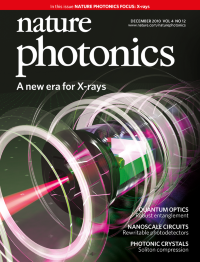 In this issue NATURE PHOTONICS FOCUS: X-rays
nature
DECEMBER 2010 VOL 4 NO 12
www.nature.com/naturephotonics
photonics
A new era for X-rays
QUANTUM OPTICS
Robust entanglement
NANOSCALE CIRCUITS
Rewritable photodetectors
PHOTONIC CRYSTALS
Soliton compression